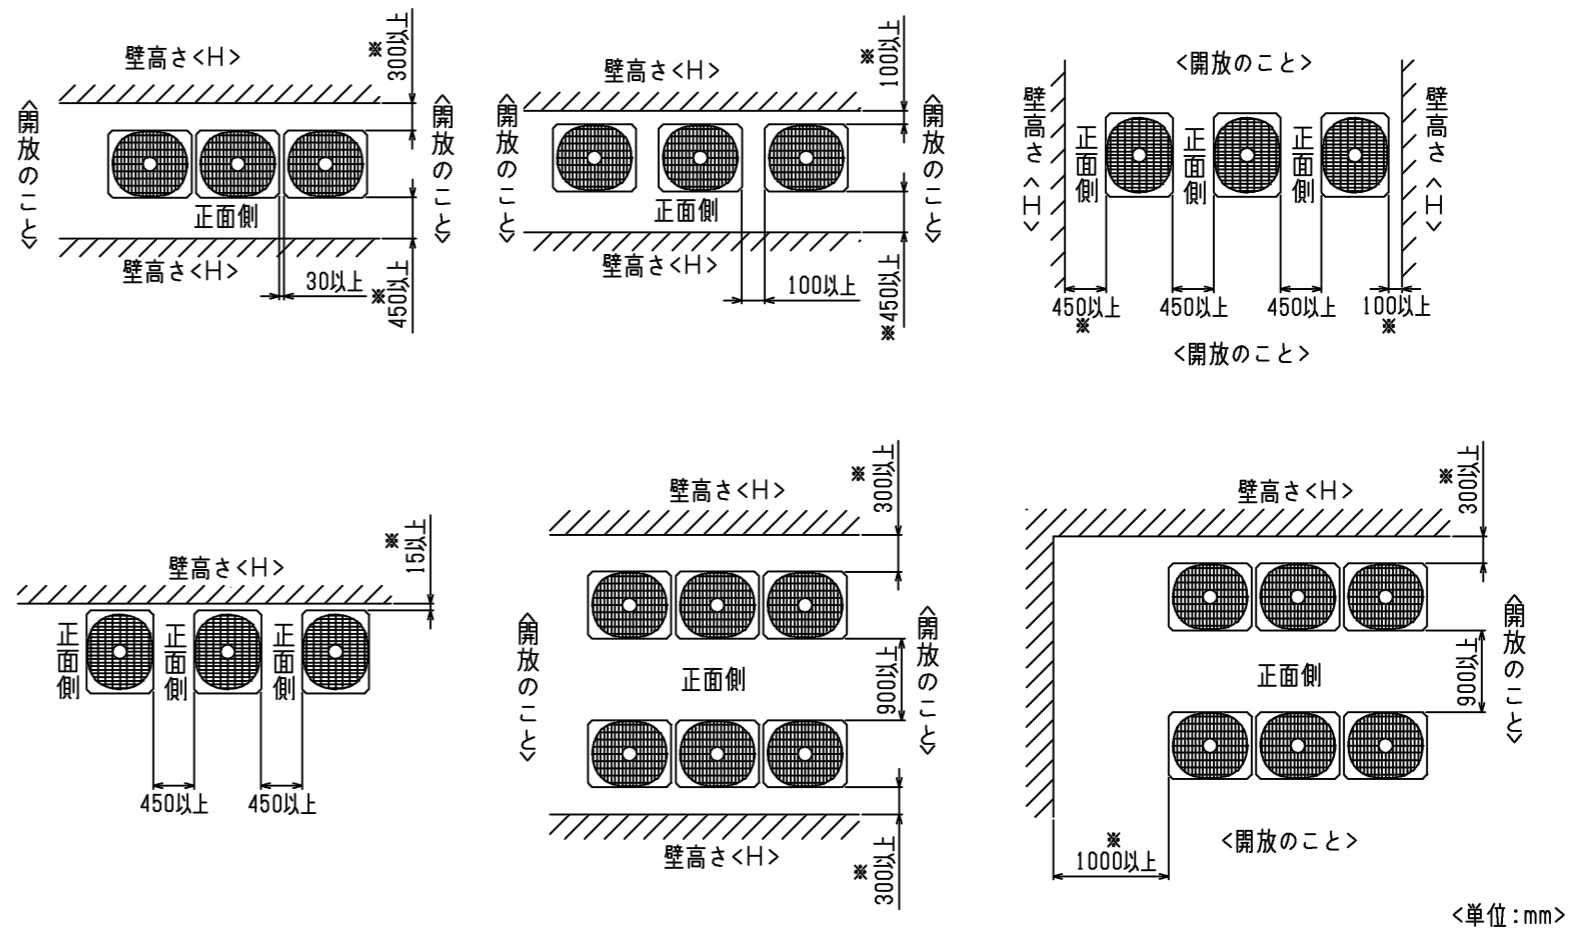 壁高さ<H>
※
300以上
<開放のこと>
<開放のこと>
正面側
壁高さ<H>
30以上
※
450以上
壁高さ<H>
※
100以上
<開放のこと>
<開放のこと>
正面側
壁高さ<H>
100以上
※450以上
<開放のこと>
壁高さ<H>
正面側
正面側
正面側
壁高さ<H>
450以上
※
450以上
450以上
100以上
※
<開放のこと>
壁高さ<H>
※
15以上
正面側
正面側
正面側
450以上
450以上
壁高さ<H>
※
300以上
<開放のこと>
正面側
900以上
<開放のこと>
壁高さ<H>
※
300以上
壁高さ<H>
※
300以上
正面側
900以上
<開放のこと>
※
1000以上
<開放のこと>
<単位:mm>